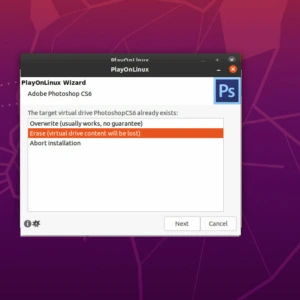 PlayOnLinux
PlayOnLinux
PlayOnLinux Wizard
Adobe Photoshop CS6
Ps
The target virtual drive PhotoshopCS6 already exists:
Overwrite (usually works, no guarantee)
Erase (virtual drive content will be lost)
Abort installation
Next
Cancel